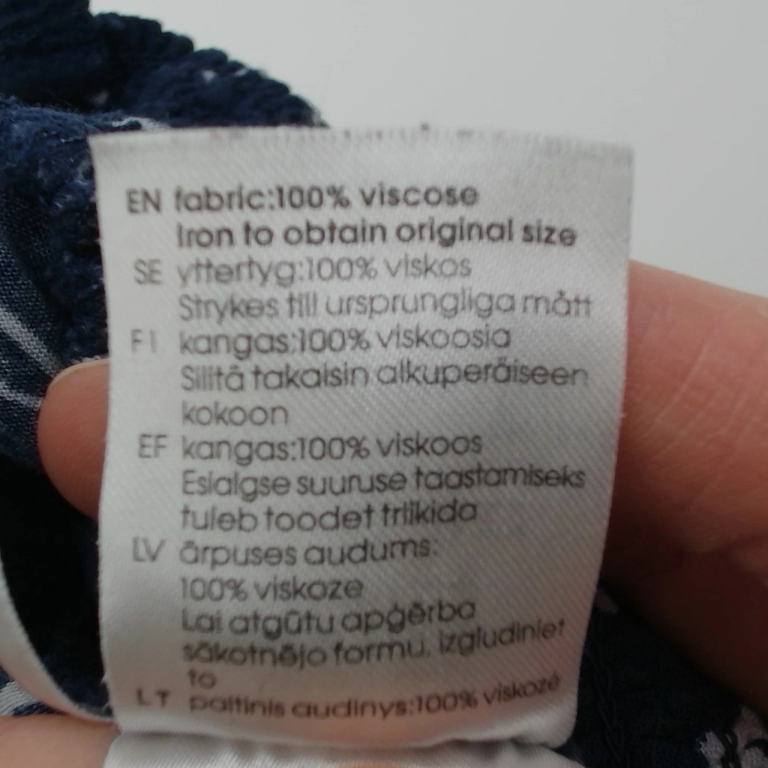 EN fabric:100% viscose
Iron to obtain original size
SE yttertyg:100% viskos
Strykes till ursprungliga mått
FI kangas:100% viskoosia
Silitä takaisin alkuperäiseen
kokoon
EF kangas:100% viskoos
Eslalgse suuruse taastamiseks
tuleb toodet triikida
LV ārpuses audums:
100% viskoze
Lai atgūtu apģērba
sākotnējo formu, izgludiniet
to
LT paitinis audinys:100% viskozė